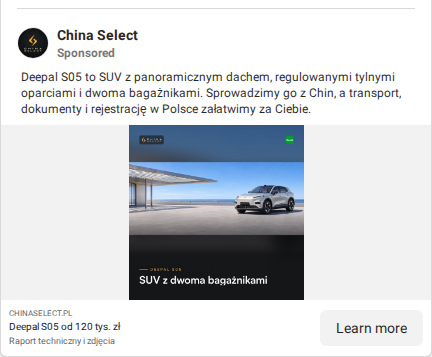 China Select
Sponsored
Deepal S05 to SUV z panoramicznym dachem, regulowanymi tylnymi
oparciami i dwoma bagażnikami. Sprowadzimy go z Chin, a transport,
dokumenty i rejestrację w Polsce załatwimy za Ciebie.
SUV z dwoma bagażnikami
CHINASELECT.PL
Deepal S05 od 120 tys. zł
Raport techniczny i zdjęcia
Learn more